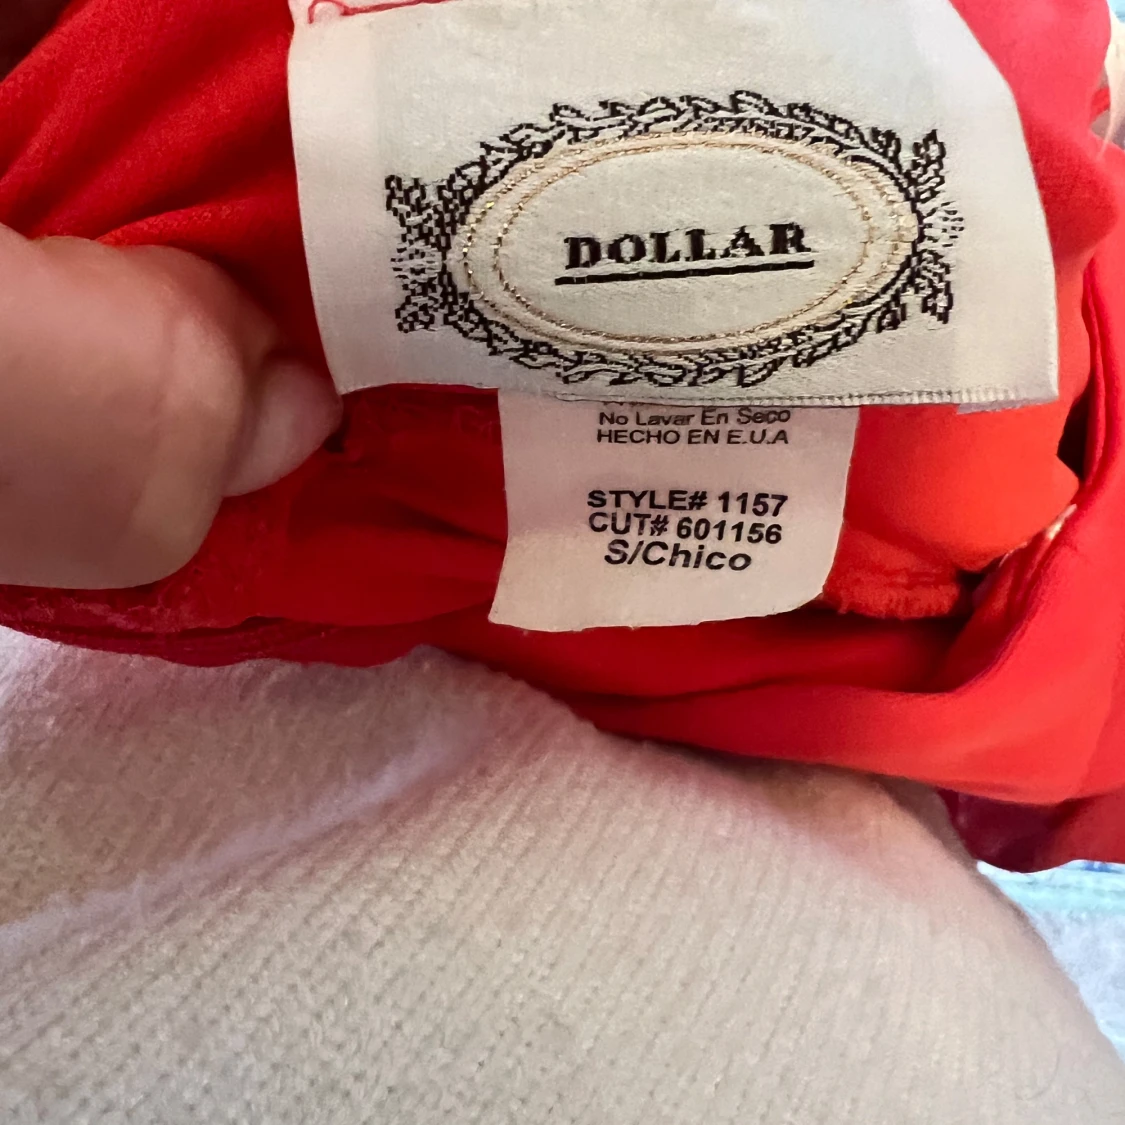 DOLLAR
No Lavar En Seco
HECHO EN E.U.A
STYLE# 1157
CUT# 601156
S/Chico